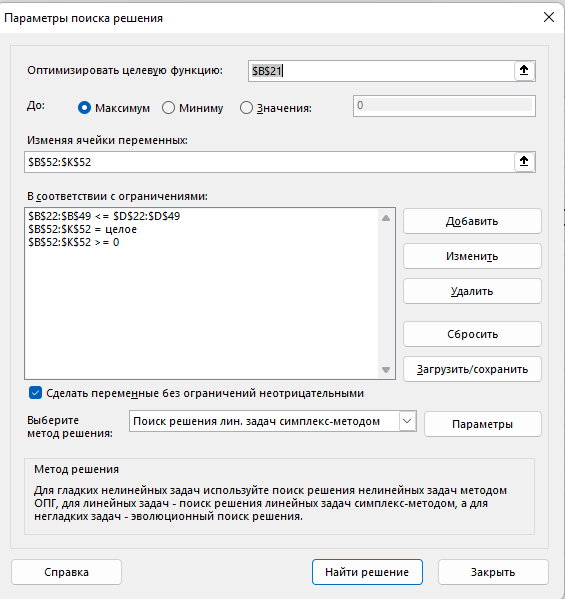 Параметры поиска решения
Оптимизировать целевую функцию:
$B$21
До:
Максимум
Миниму
Значения:
0
Изменяя ячейки переменных:
$B$52:$K$52
В соответствии с ограничениями:
$B$22:$B$49 <= $D$22:$D$49
$B$52:$K$52 = целое
$B$52:$K$52 >= 0
Добавить
Изменить
Удалить
Сбросить
Загрузить/сохранить
Сделать переменные без ограничений неотрицательными
Выберите
метод решения:
Поиск решения лин. задач симплекс-методом
Параметры
Метод решения
Для гладких нелинейных задач используйте поиск решения нелинейных задач методом
ОПГ, для линейных задач - поиск решения линейных задач симплекс-методом, а для
негладких задач - эволюционный поиск решения.
Справка
Найти решение
Закрыть